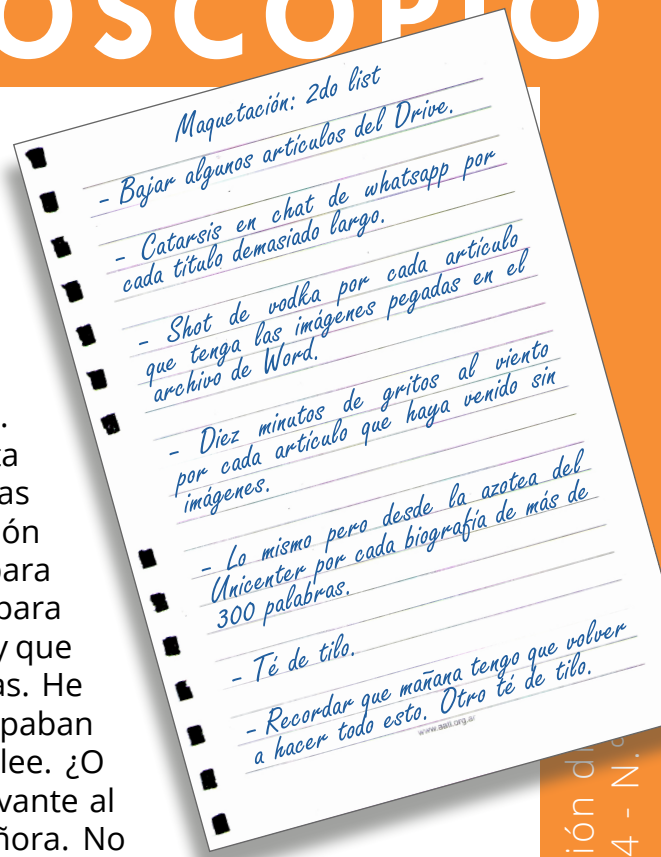 OSCOPIO
Maquetación: 2do list
- Bajar algunos artículos del Drive.
- Catarsis en chat de whatsapp por
cada título demasiado largo.
- Shot de vodka por cada artículo
que tenga las imágenes pegadas en el
archivo de Word.
- Diez minutos de gritos al viento
por cada artículo que haya venido sin
imágenes.
- Lo mismo pero desde la azotea del
Unicenter por cada biografía de más de
300 palabras.
- Té de tilo.
- Recordar que mañana tengo que volver
a hacer todo esto. Otro té de tilo.
.
ta
as
ón
para
para
y que
as. He
paban
lee. ¿O
vante al
ñora. No
ión di
4 - N.